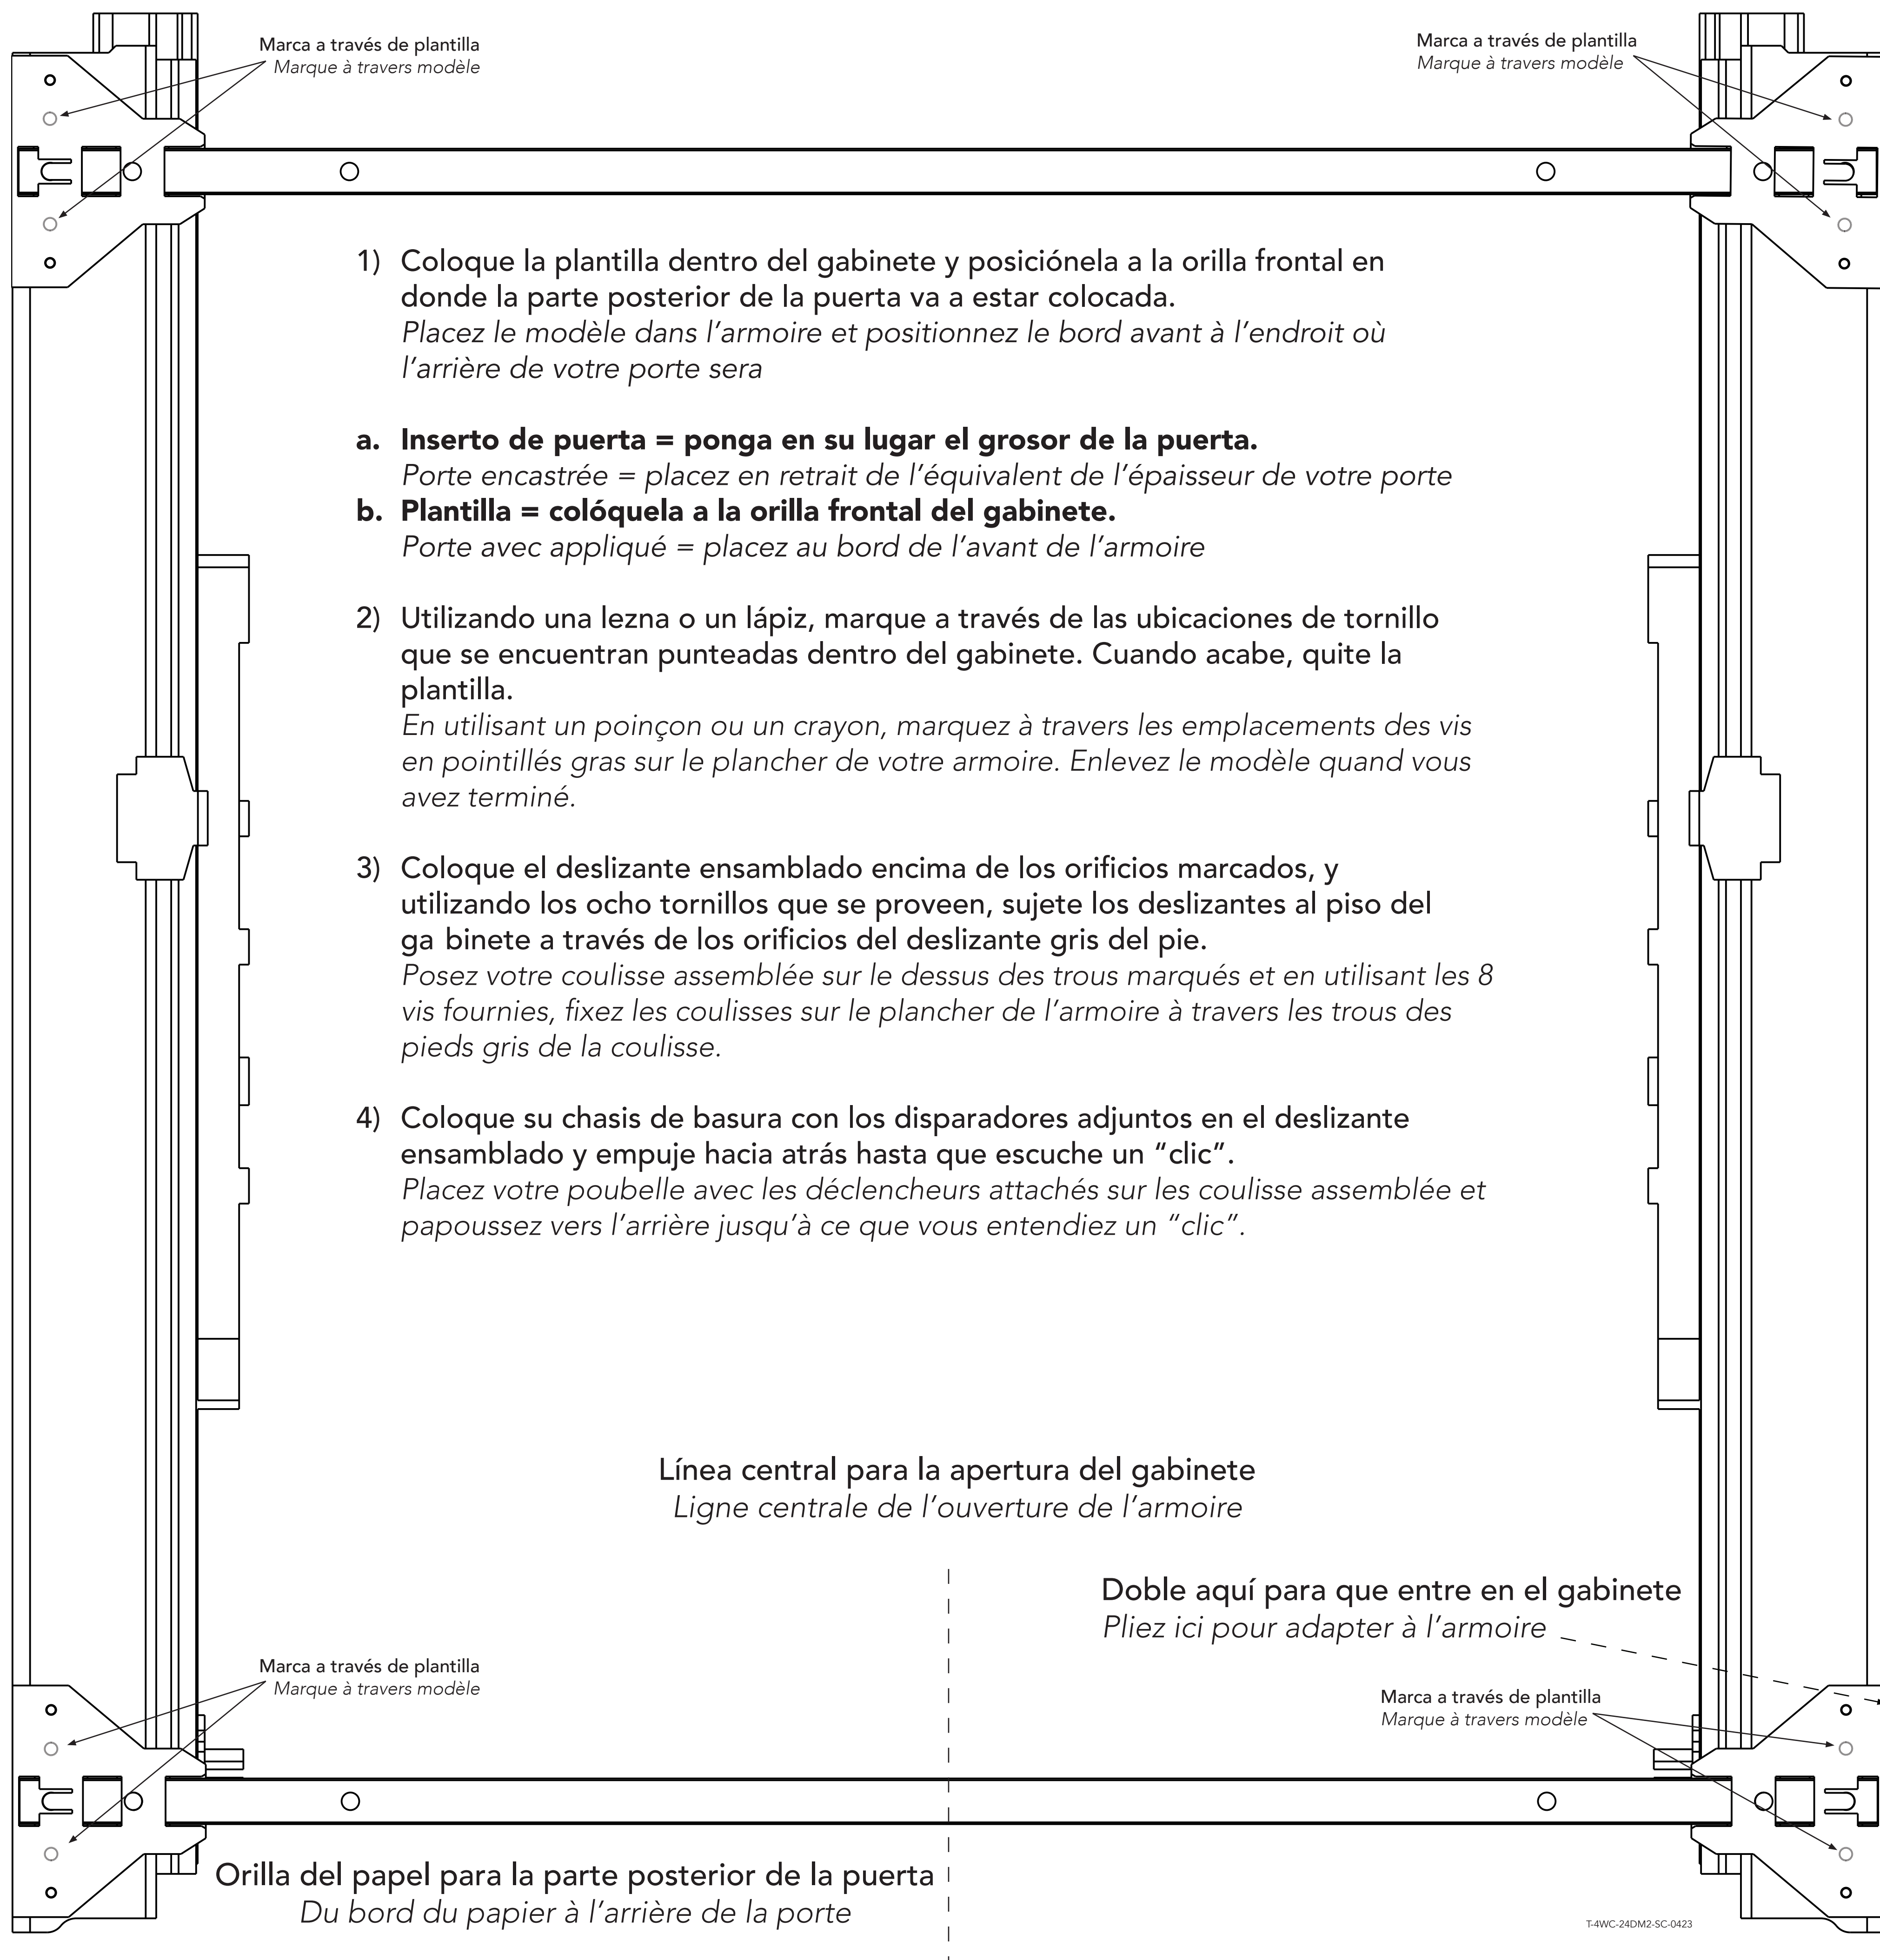 Marca a través de plantilla
Marque à travers modèle
Marca a través de plantilla
Marque à travers modèle
1) Coloque la plantilla dentro del gabinete y posiciónela a la orilla frontal en
donde la parte posterior de la puerta va a estar colocada.
Placez le modèle dans l’armoire et positionnez le bord avant à l’endroit où
l’arrière de votre porte sera
a. Inserto de puerta = ponga en su lugar el grosor de la puerta.
Porte encastrée = placez en retrait de l’équivalent de l’épaisseur de votre porte
b. Plantilla = colóquela a la orilla frontal del gabinete.
Porte avec appliqué = placez au bord de l’avant de l’armoire
2) Utilizando una lezna o un lápiz, marque a través de las ubicaciones de tornillo
que se encuentran punteadas dentro del gabinete. Cuando acabe, quite la
plantilla.
En utilisant un poinçon ou un crayon, marquez à travers les emplacements des vis
en pointillés gras sur le plancher de votre armoire. Enlevez le modèle quand vous
avez terminé.
3) Coloque el deslizante ensamblado encima de los orificios marcados, y
utilizando los ocho tornillos que se proveen, sujete los deslizantes al piso del
ga binete a través de los orificios del deslizante gris del pie.
Posez votre coulisse assemblée sur le dessus des trous marqués et en utilisant les 8
vis fournies, fixez les coulisses sur le plancher de l’armoire à travers les trous des
pieds gris de la coulisse.
4) Coloque su chasis de basura con los disparadores adjuntos en el deslizante
ensamblado y empuje hacia atrás hasta que escuche un “clic”.
Placez votre poubelle avec les déclencheurs attachés sur les coulisse assemblée et
papoussez vers l’arrière jusqu’à ce que vous entendiez un “clic”.
Línea central para la apertura del gabinete
Ligne centrale de l’ouverture de l’armoire
Doble aquí para que entre en el gabinete
Pliez ici pour adapter à l’armoire
Marca a través de plantilla
Marque à travers modèle
Marca a través de plantilla
Marque à travers modèle
Orilla del papel para la parte posterior de la puerta
Du bord du papier à l’arrière de la porte
T-4WC-24DM2-SC-0423